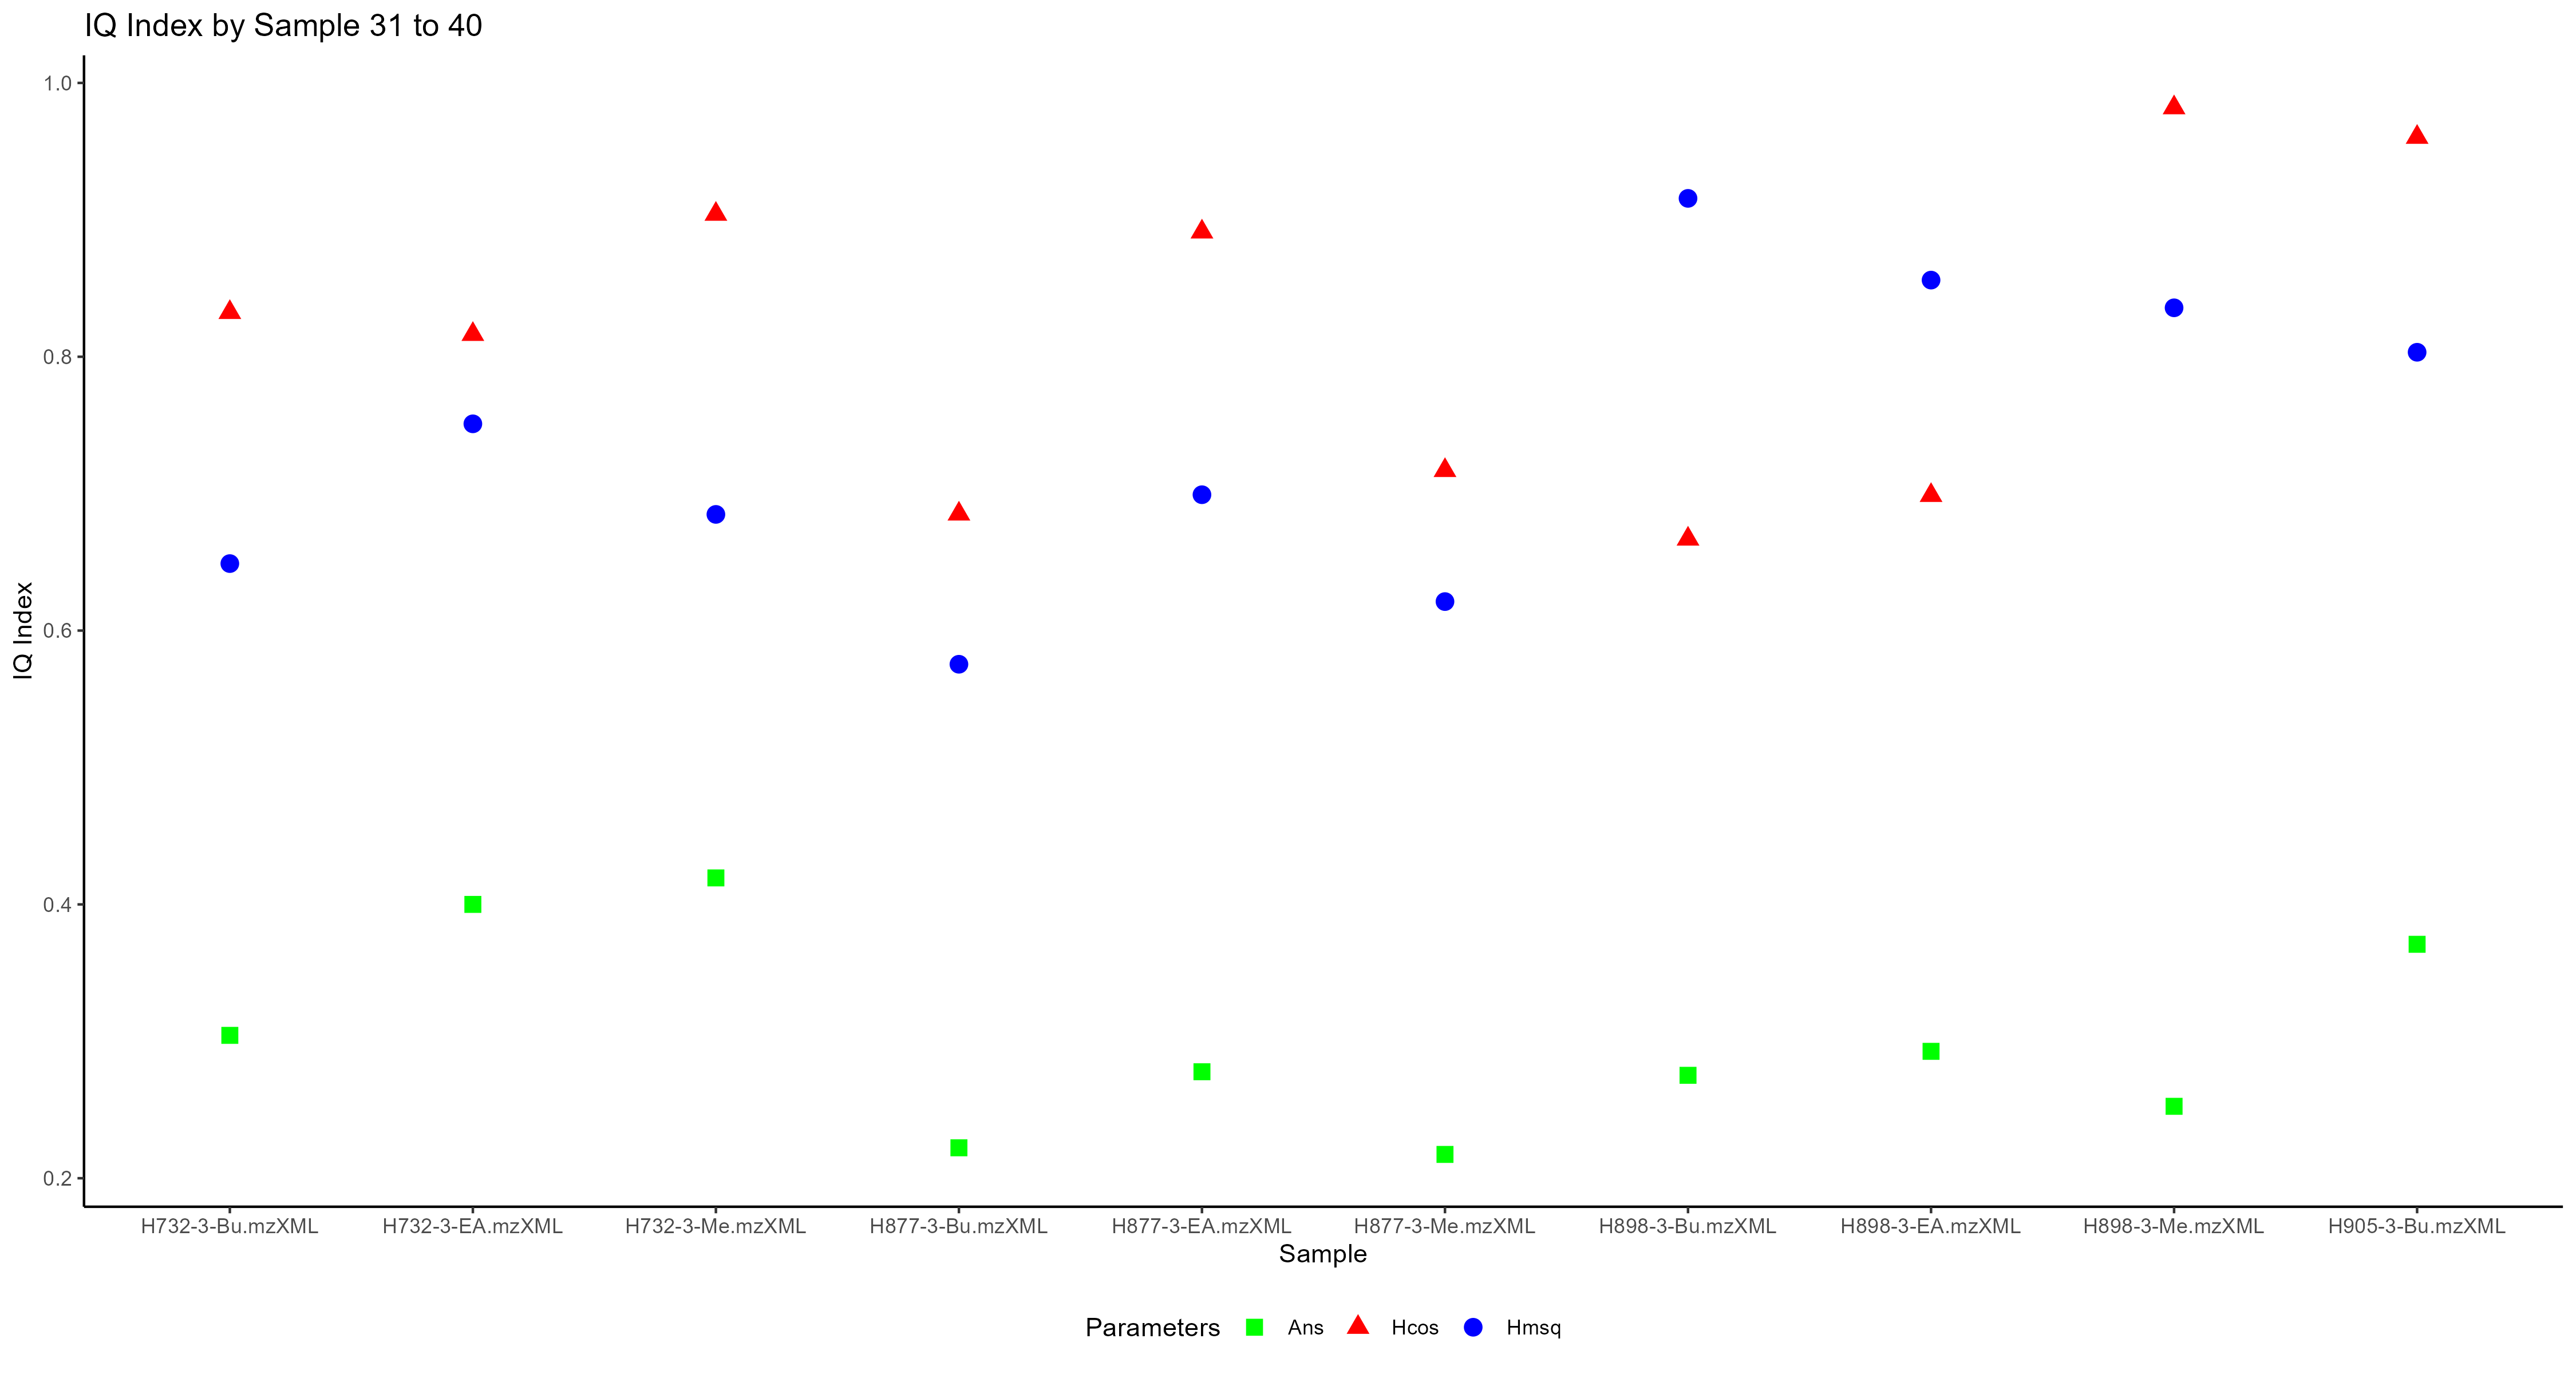 IQ Index by Sample 31 to 40
1.0
0.8
0.6
0.4
0.2
IQ Index
H732-3-Bu.mzXML H732-3-EA.mzXML H732-3-Me.mzXML H877-3-Bu.mzXML H877-3-EA.mzXML H877-3-Me.mzXML H898-3-Bu.mzXML H898-3-EA.mzXML H898-3-Me.mzXML H905-3-Bu.mzXML
Sample
Parameters Ans Hcos Hmsq